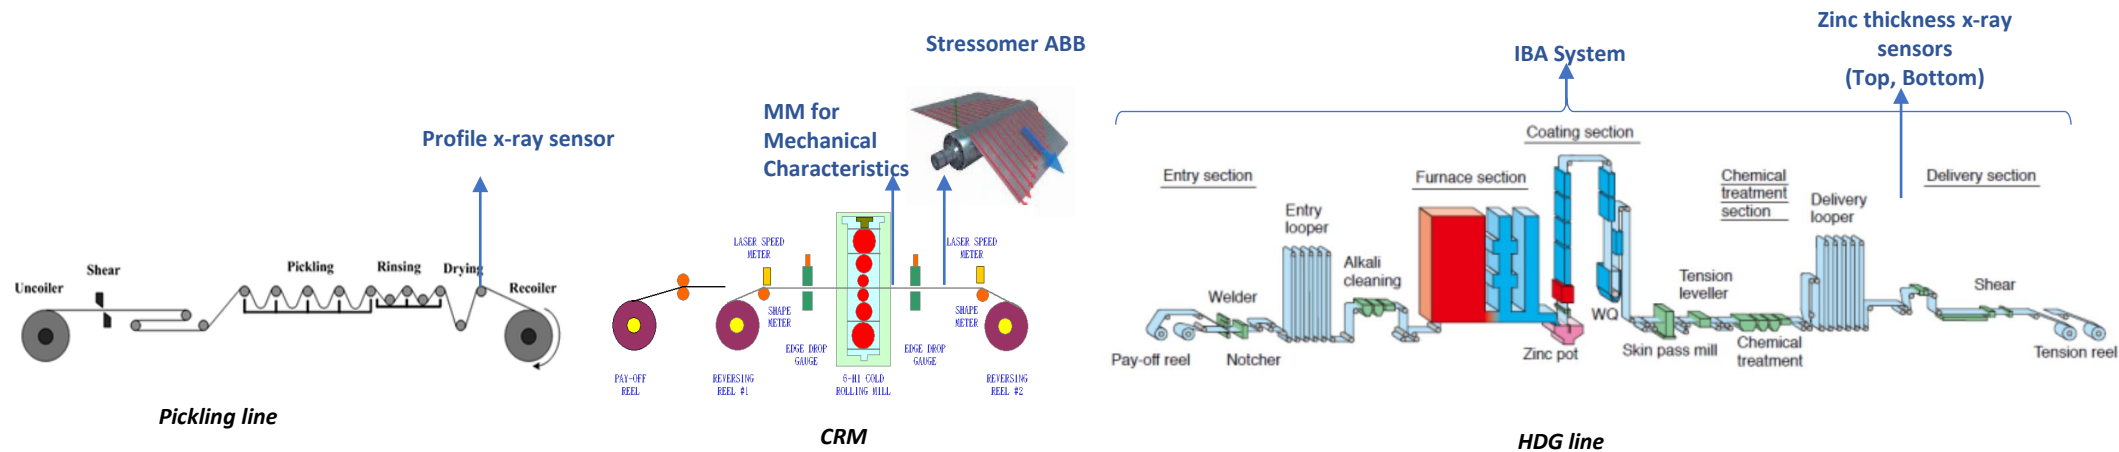 Profile x-ray sensor
Uncoiler
Shear
Pickling
Rinsing
Drying
Recoiler
Pickling line
Stressomer ABB
MM for
Mechanical
Characteristics
LASER SPEED
METER
LASER SPEED
METER
SHAPE
METER
SHAPE
METER
EDGE DROP
GAUGE
EDGE DROP
GAUGE
PAY-OFF
REEL
REVERSING
REEL #1
6-HI COLD
ROLLING MILL
REVERSING
REEL #2
CRM
IBA System
Zinc thickness x-ray
sensors
(Top, Bottom)
Coating section
Entry section
Furnace section
Chemical
treatment
section
Delivery section
Entry
looper
Delivery
looper
Alkali
cleaning
Tension
leveller
Shear
Welder
WQ
Pay-off reel
Notcher
Zinc pot
Skin pass mill
Chemical
treatment
Tension reel
HDG line